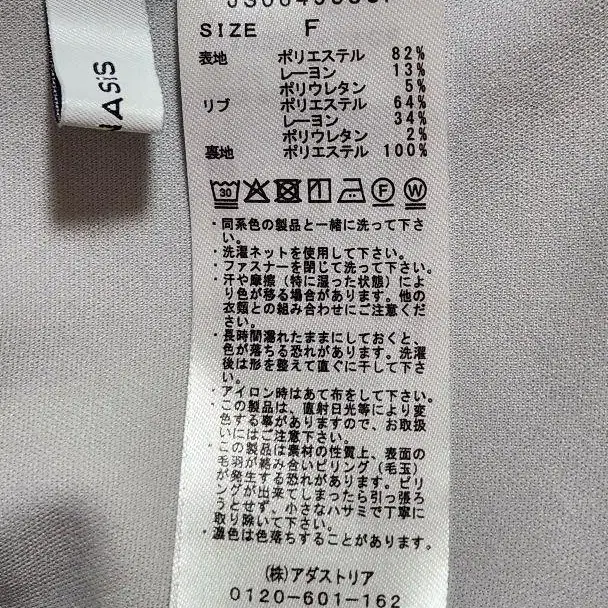 SIZE F
表地 ポリエステル 82%
レーヨン 13%
ポリウレタン 5%
リブ ポリエステル 64%
レーヨン 34%
ポリウレタン 2%
裏地 ポリエステル 100%
30 F W
・同系色の製品と一緒に洗って下さ
い。
・洗濯ネットを使用して下さい。
・ファスナーを閉じて洗って下さい。
・汗や摩擦（特に湿った状態）によ
り色が移る場合があります。他の
衣類との組み合わせにご注意くだ
さい。
・長時間濡れたままにしておくと、
色が落ちる恐れがあります。洗濯
後は形を整えて直ぐに干して下さ
い。
・アイロン時はあて布をして下さい。
・この製品は、直射日光等により変
色する事がありますので、お取扱
いにはご注意下さい。
・この製品は素材の性質上、表面の
毛羽が絡み合いピリング（毛玉）
が発生する恐れがあります。ピリ
ングが出来てしまったら引っ張ろ
うとせず、小さなハサミで丁寧に
取り除いて下さい。
・濃色は色落ちすることがあります。
(株)アダストリア
0120-601-162